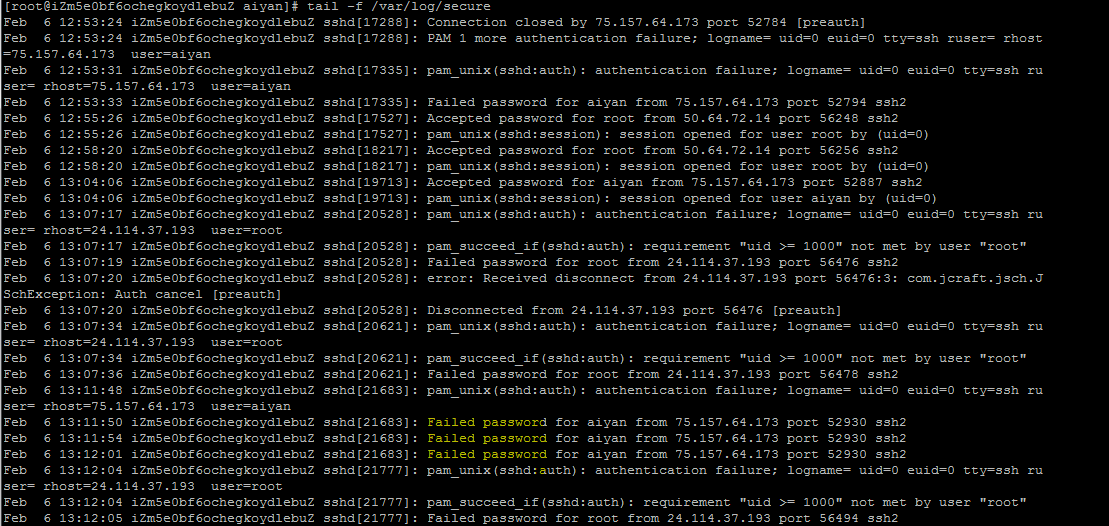 [root@iZm5e0bf6ochegkoydlebuZ aiyan]# tail -f /var/log/secure
Feb  6 12:53:24 iZm5e0bf6ochegkoydlebuZ sshd[17288]: Connection closed by 75.157.64.173 port 52784 [preauth]
Feb  6 12:53:24 iZm5e0bf6ochegkoydlebuZ sshd[17288]: PAM 1 more authentication failure; logname= uid=0 euid=0 tty=ssh ruser= rhost
=75.157.64.173  user=aiyan
Feb  6 12:53:31 iZm5e0bf6ochegkoydlebuZ sshd[17335]: pam_unix(sshd:auth): authentication failure; logname= uid=0 euid=0 tty=ssh ru
ser= rhost=75.157.64.173  user=aiyan
Feb  6 12:53:33 iZm5e0bf6ochegkoydlebuZ sshd[17335]: Failed password for aiyan from 75.157.64.173 port 52794 ssh2
Feb  6 12:55:26 iZm5e0bf6ochegkoydlebuZ sshd[17527]: Accepted password for root from 50.64.72.14 port 56248 ssh2
Feb  6 12:55:26 iZm5e0bf6ochegkoydlebuZ sshd[17527]: pam_unix(sshd:session): session opened for user root by (uid=0)
Feb  6 12:58:20 iZm5e0bf6ochegkoydlebuZ sshd[18217]: Accepted password for root from 50.64.72.14 port 56256 ssh2
Feb  6 12:58:20 iZm5e0bf6ochegkoydlebuZ sshd[18217]: pam_unix(sshd:session): session opened for user root by (uid=0)
Feb  6 13:04:06 iZm5e0bf6ochegkoydlebuZ sshd[19713]: Accepted password for aiyan from 75.157.64.173 port 52887 ssh2
Feb  6 13:04:06 iZm5e0bf6ochegkoydlebuZ sshd[19713]: pam_unix(sshd:session): session opened for user aiyan by (uid=0)
Feb  6 13:07:17 iZm5e0bf6ochegkoydlebuZ sshd[20528]: pam_unix(sshd:auth): authentication failure; logname= uid=0 euid=0 tty=ssh ru
ser= rhost=24.114.37.193  user=root
Feb  6 13:07:17 iZm5e0bf6ochegkoydlebuZ sshd[20528]: pam_succeed_if(sshd:auth): requirement "uid >= 1000" not met by user "root"
Feb  6 13:07:19 iZm5e0bf6ochegkoydlebuZ sshd[20528]: Failed password for root from 24.114.37.193 port 56476 ssh2
Feb  6 13:07:20 iZm5e0bf6ochegkoydlebuZ sshd[20528]: error: Received disconnect from 24.114.37.193 port 56476:3: com.jcraft.jsch.J
SchException: Auth cancel [preauth]
Feb  6 13:07:20 iZm5e0bf6ochegkoydlebuZ sshd[20528]: Disconnected from 24.114.37.193 port 56476 [preauth]
Feb  6 13:07:34 iZm5e0bf6ochegkoydlebuZ sshd[20621]: pam_unix(sshd:auth): authentication failure; logname= uid=0 euid=0 tty=ssh ru
ser= rhost=24.114.37.193  user=root
Feb  6 13:07:34 iZm5e0bf6ochegkoydlebuZ sshd[20621]: pam_succeed_if(sshd:auth): requirement "uid >= 1000" not met by user "root"
Feb  6 13:07:36 iZm5e0bf6ochegkoydlebuZ sshd[20621]: Failed password for root from 24.114.37.193 port 56478 ssh2
Feb  6 13:11:48 iZm5e0bf6ochegkoydlebuZ sshd[21683]: pam_unix(sshd:auth): authentication failure; logname= uid=0 euid=0 tty=ssh ru
ser= rhost=75.157.64.173  user=aiyan
Feb  6 13:11:50 iZm5e0bf6ochegkoydlebuZ sshd[21683]: Failed password for aiyan from 75.157.64.173 port 52930 ssh2
Feb  6 13:11:54 iZm5e0bf6ochegkoydlebuZ sshd[21683]: Failed password for aiyan from 75.157.64.173 port 52930 ssh2
Feb  6 13:12:01 iZm5e0bf6ochegkoydlebuZ sshd[21683]: Failed password for aiyan from 75.157.64.173 port 52930 ssh2
Feb  6 13:12:04 iZm5e0bf6ochegkoydlebuZ sshd[21777]: pam_unix(sshd:auth): authentication failure; logname= uid=0 euid=0 tty=ssh ru
ser= rhost=24.114.37.193  user=root
Feb  6 13:12:04 iZm5e0bf6ochegkoydlebuZ sshd[21777]: pam_succeed_if(sshd:auth): requirement "uid >= 1000" not met by user "root"
Feb  6 13:12:05 iZm5e0bf6ochegkoydlebuZ sshd[21777]: Failed password for root from 24.114.37.193 port 56494 ssh2